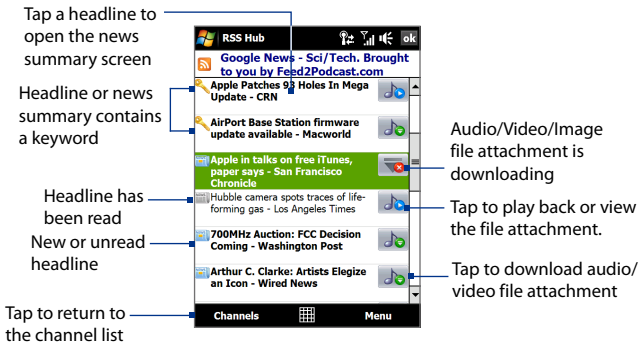 Tap a headline to
open the news
summary screen
Headline or news
summary contains
a keyword
Headline has
been read
New or unread
headline
Tap to return to
the channel list
RSS Hub
ok
Google News - Sci/Tech. Brought
to you by Feed2Podcast.com
Apple Patches 93 Holes In Mega
Update - CRN
AirPort Base Station firmware
update available - Macworld
Apple in talks on free iTunes,
paper says - San Francisco
Chronicle
Hubble camera spots traces of life-
forming gas - Los Angeles Times
700MHz Auction: FCC Decision
Coming - Washington Post
Arthur C. Clarke: Artists Elegize
an Icon - Wired News
Channels
Menu
Audio/Video/Image
file attachment is
downloading
Tap to play back or view
the file attachment.
Tap to download audio/
video file attachment